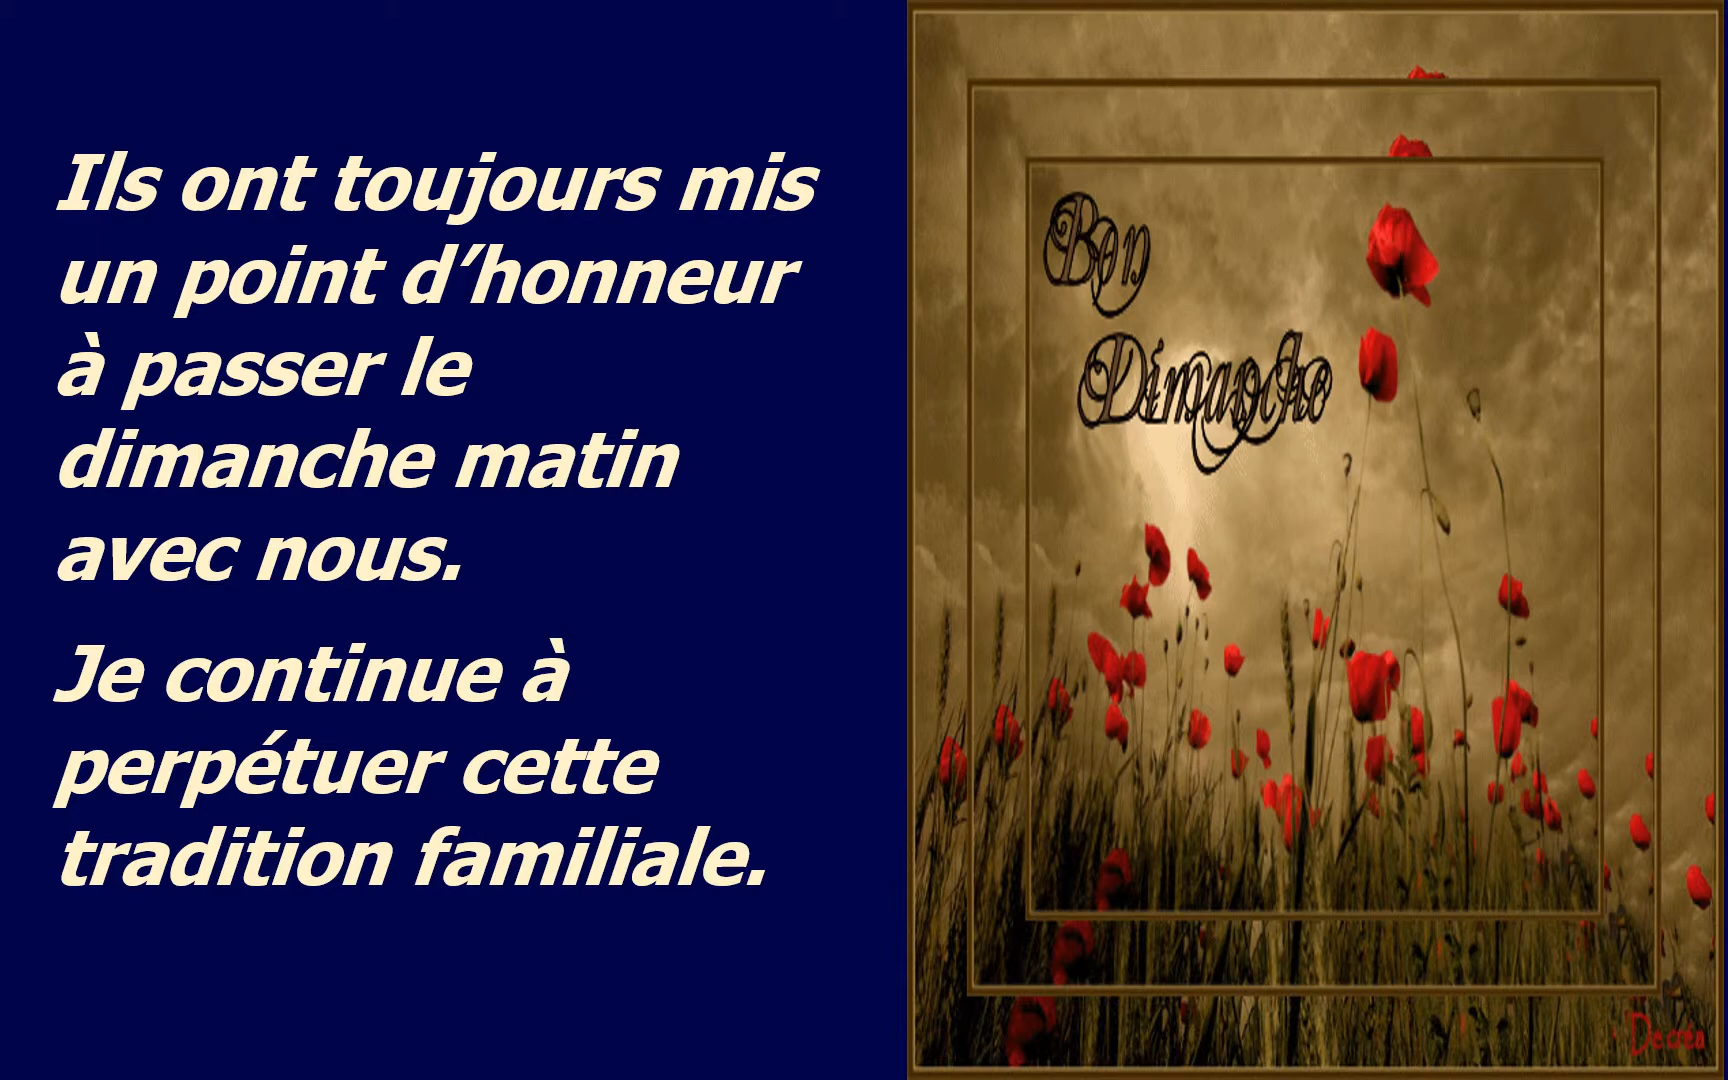 Ils ont toujours mis
un point d’honneur
à passer le
dimanche matin
avec nous.
Je continue à
perpétuer cette
tradition familiale.
Bon
Dimanche